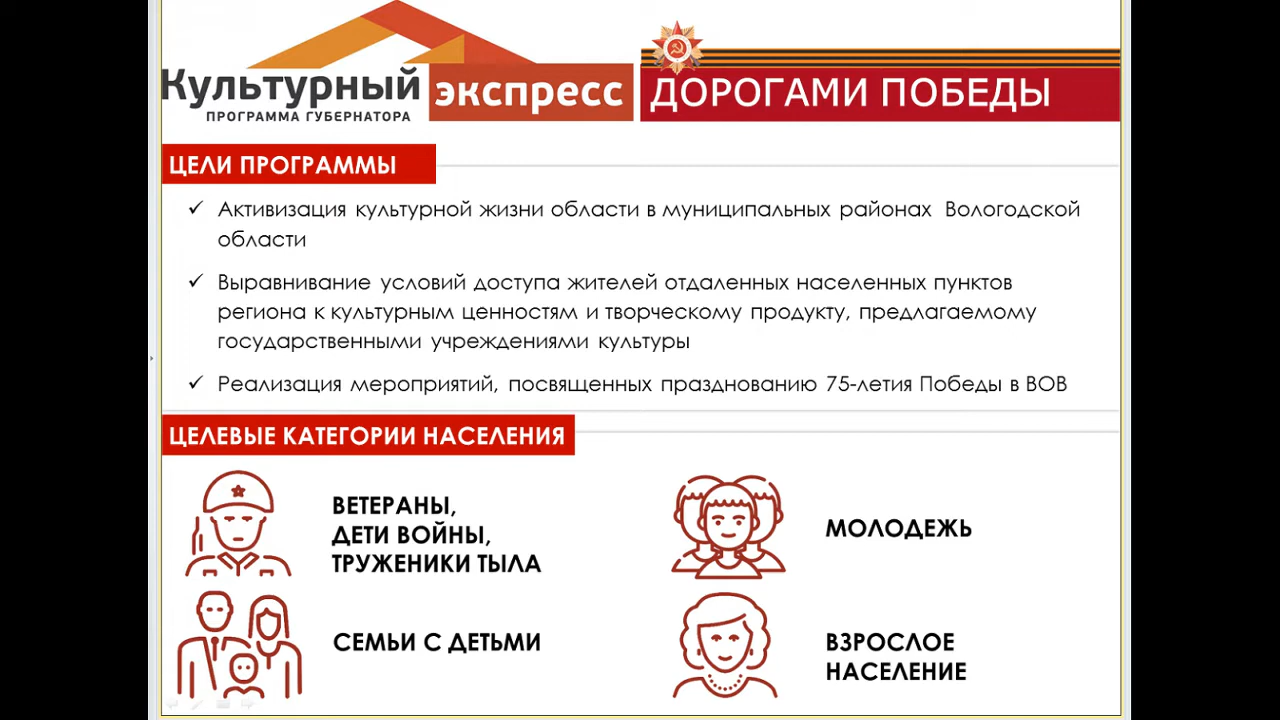 Культурный экспресс ДОРОГАМИ ПОБЕДЫ
ПРОГРАММА ГУБЕРНАТОРА
ЦЕЛИ ПРОГРАММЫ
Активизация культурной жизни области в муниципальных районах Вологодской
области
Выравнивание условий доступа жителей отдаленных населенных пунктов
региона к культурным ценностям и творческому продукту, предлагаемому
государственными учреждениями культуры
Реализация мероприятий, посвященных празднованию 75-летия Победы в ВОВ
ЦЕЛЕВЫЕ КАТЕГОРИИ НАСЕЛЕНИЯ
ВЕТЕРАНЫ,
ДЕТИ ВОЙНЫ,
ТРУЖЕНИКИ ТЫЛА
МОЛОДЕЖЬ
СЕМЬИ С ДЕТЬМИ
ВЗРОСЛОЕ
НАСЕЛЕНИЕ